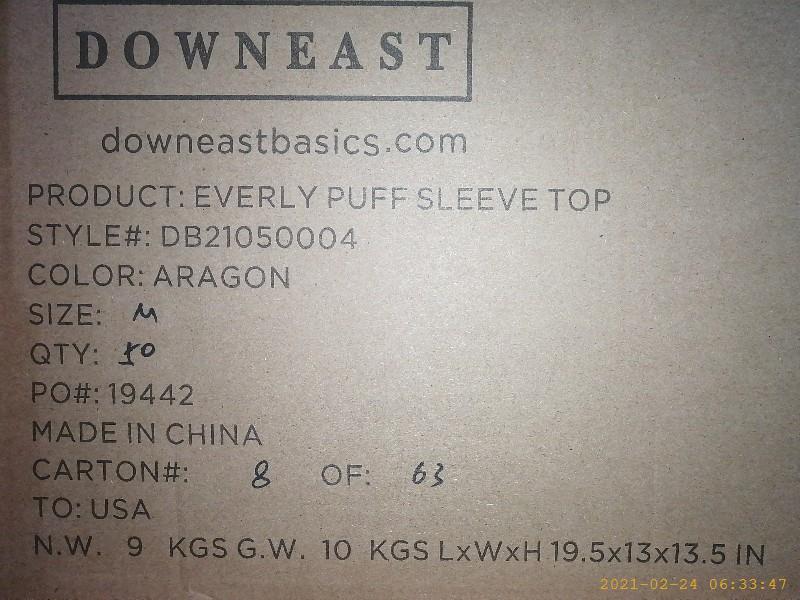 DOWNEAST
downeastbasics.com
PRODUCT: EVERLY PUFF SLEEVE TOP
STYLE#: DB21050004
COLOR: ARAGON
SIZE: M
QTY: 50
PO#: 19442
MADE IN CHINA
CARTON#: 8 OF: 63
TO: USA
N.W. 9 KGS G.W. 10 KGS LxWxH 19.5x13x13.5 IN
2021-02-24 06:33:47